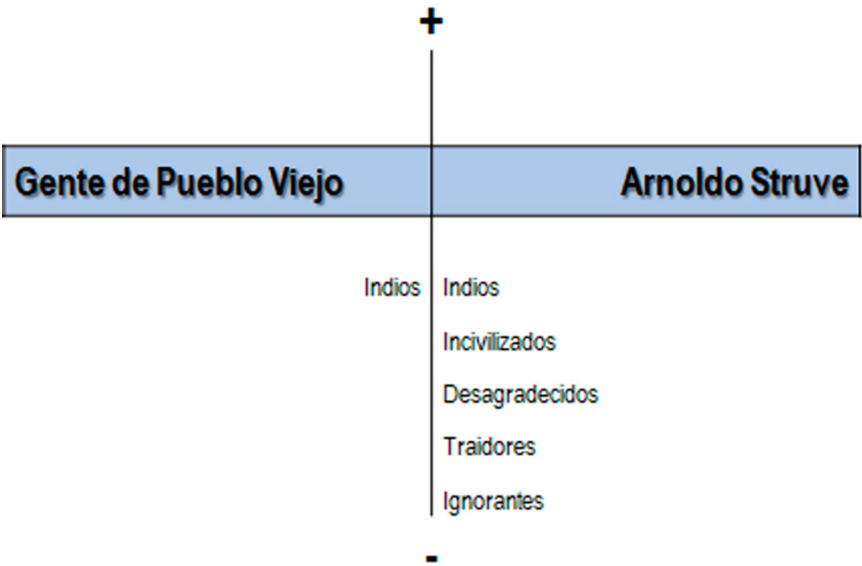 +
Gente de Pueblo Viejo Arnoldo Struve
Indios Indios
Incivilizados
Desagradecidos
Traidores
Ignorantes
-